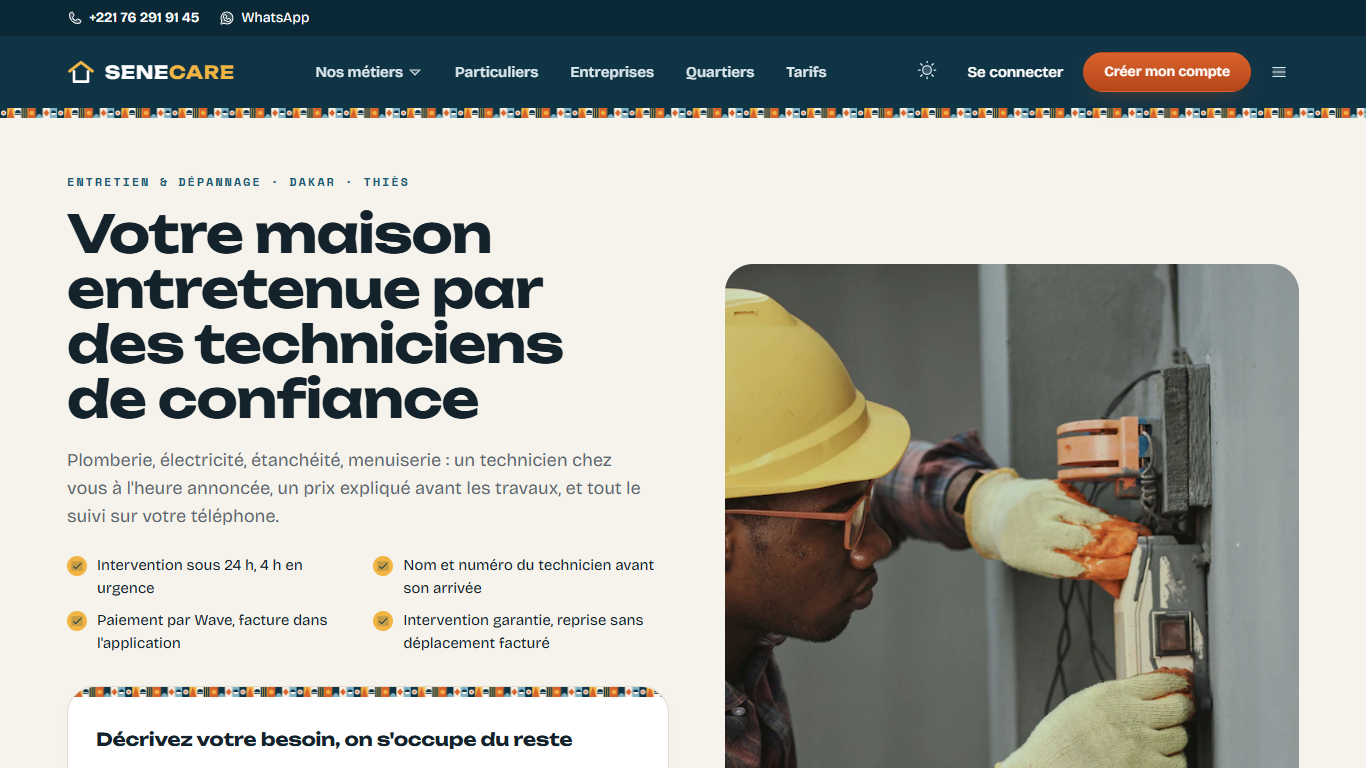 +221 76 291 91 45 WhatsApp
SENECARE Nos métiers Particuliers Entreprises Quartiers Tarifs Se connecter Créer mon compte
ENTRETIEN & DÉPANNAGE · DAKAR · THIÈS
Votre maison
entretenue par
des techniciens
de confiance
Plomberie, électricité, étanchéité, menuiserie : un technicien chez
vous à l'heure annoncée, un prix expliqué avant les travaux, et tout le
suivi sur votre téléphone.
Intervention sous 24 h, 4 h en
urgence
Nom et numéro du technicien avant
son arrivée
Paiement par Wave, facture dans
l'application
Intervention garantie, reprise sans
déplacement facturé
Décrivez votre besoin, on s'occupe du reste